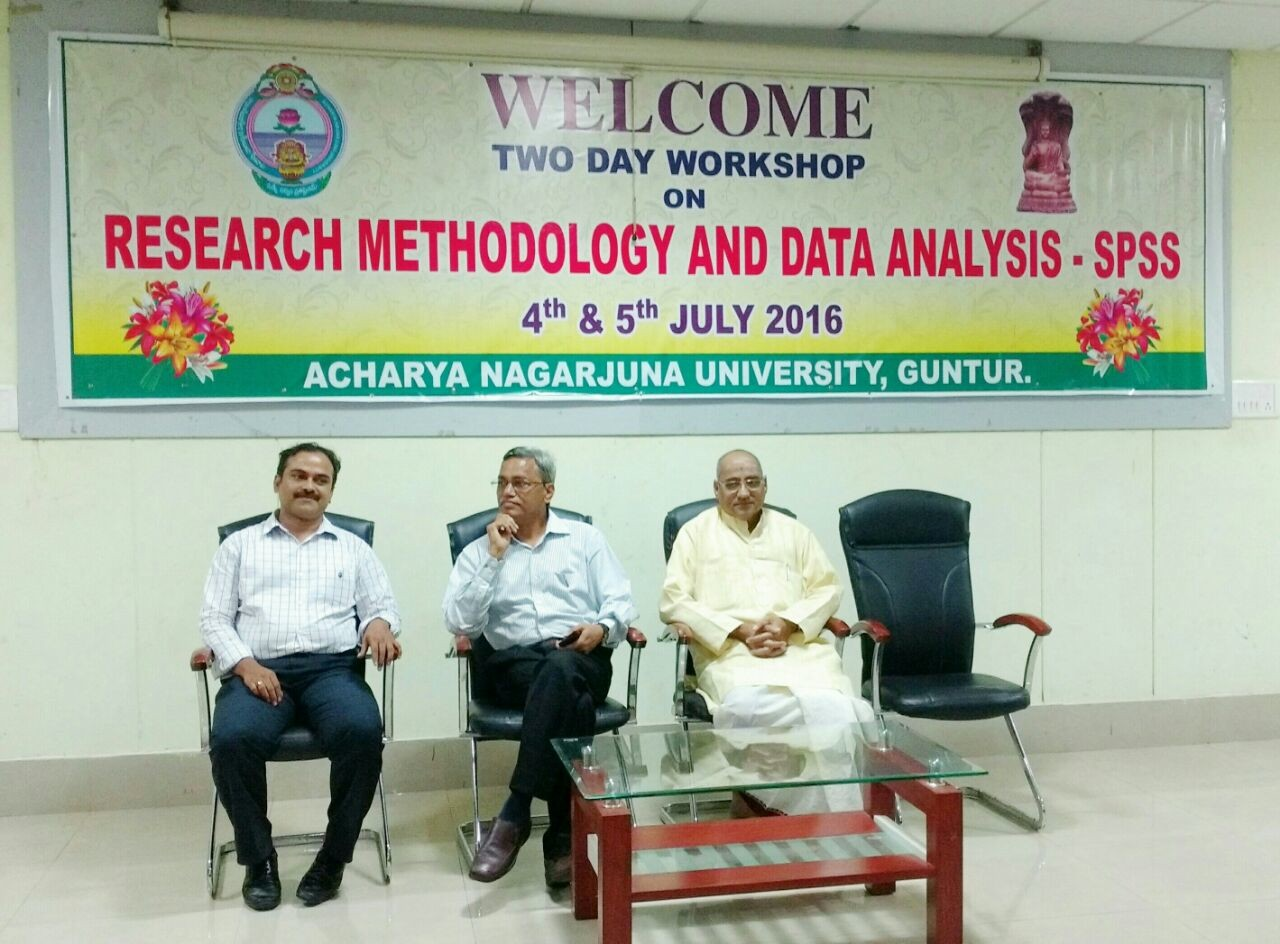 WELCOME
TWO DAY WORKSHOP
ON
RESEARCH METHODOLOGY AND DATA ANALYSIS - SPSS
4th & 5th JULY 2016
ACHARYA NAGARJUNA UNIVERSITY, GUNTUR.